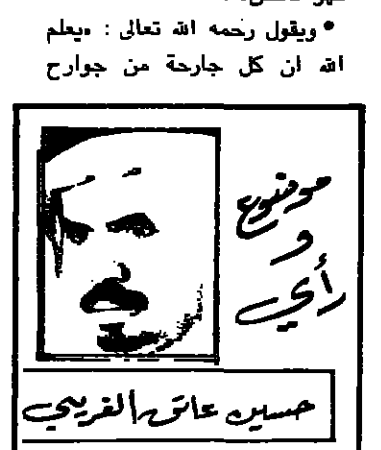 • ويقول رحمه الله تعالى : «يعلم
الله ان كل جارحة من جوارح
موضوع
و
رأي
حسين عاتق الغريبي